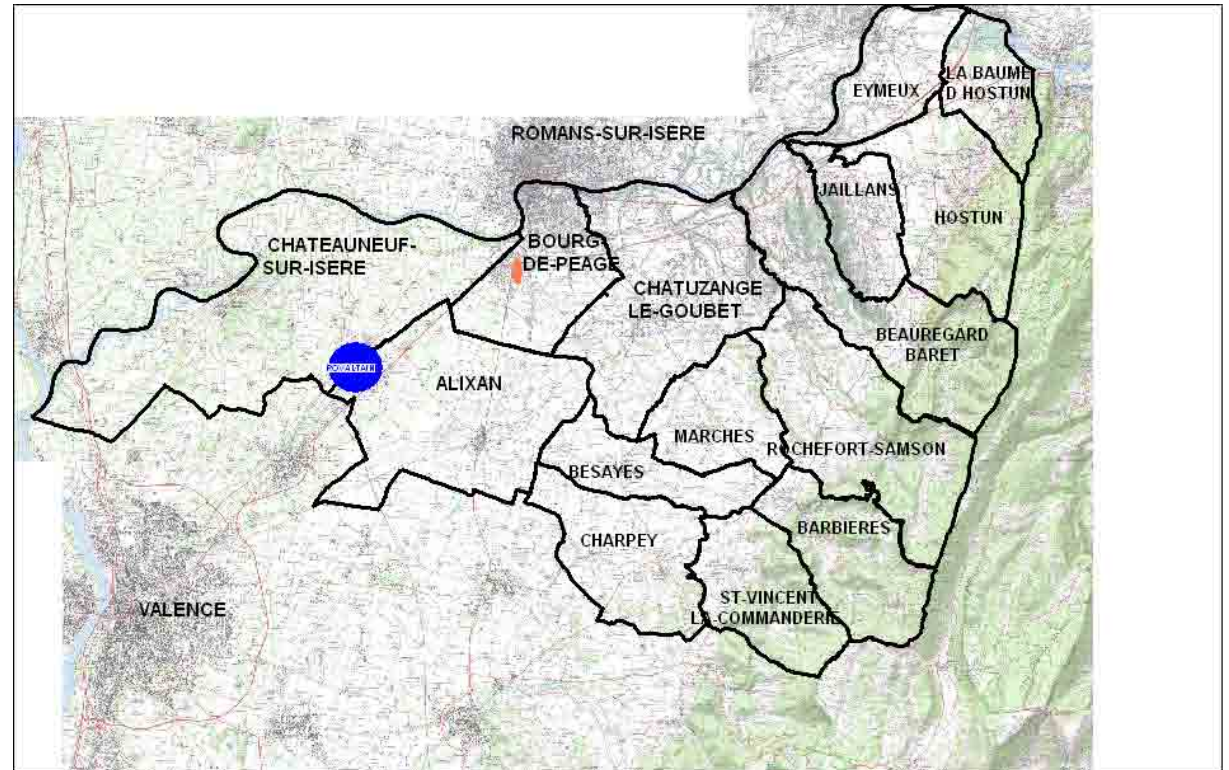 LA BAUME
D HOSTUN
EYMEUX
ROMANS-SUR-ISERE
JAILLANS
HOSTUN
CHATEAUNEUF-
SUR-ISERE
BOURG-
DE-PEAGE
CHATUZANGE
LE-GOUBET
BEAUREGARD
BARET
ROVALTAIN
ALIXAN
MARCHES
ROCHEFORT-SAMSON
BESAYES
BARBIERES
CHARPEY
ST-VINCENT
LA-COMMANDERIE
VALENCE